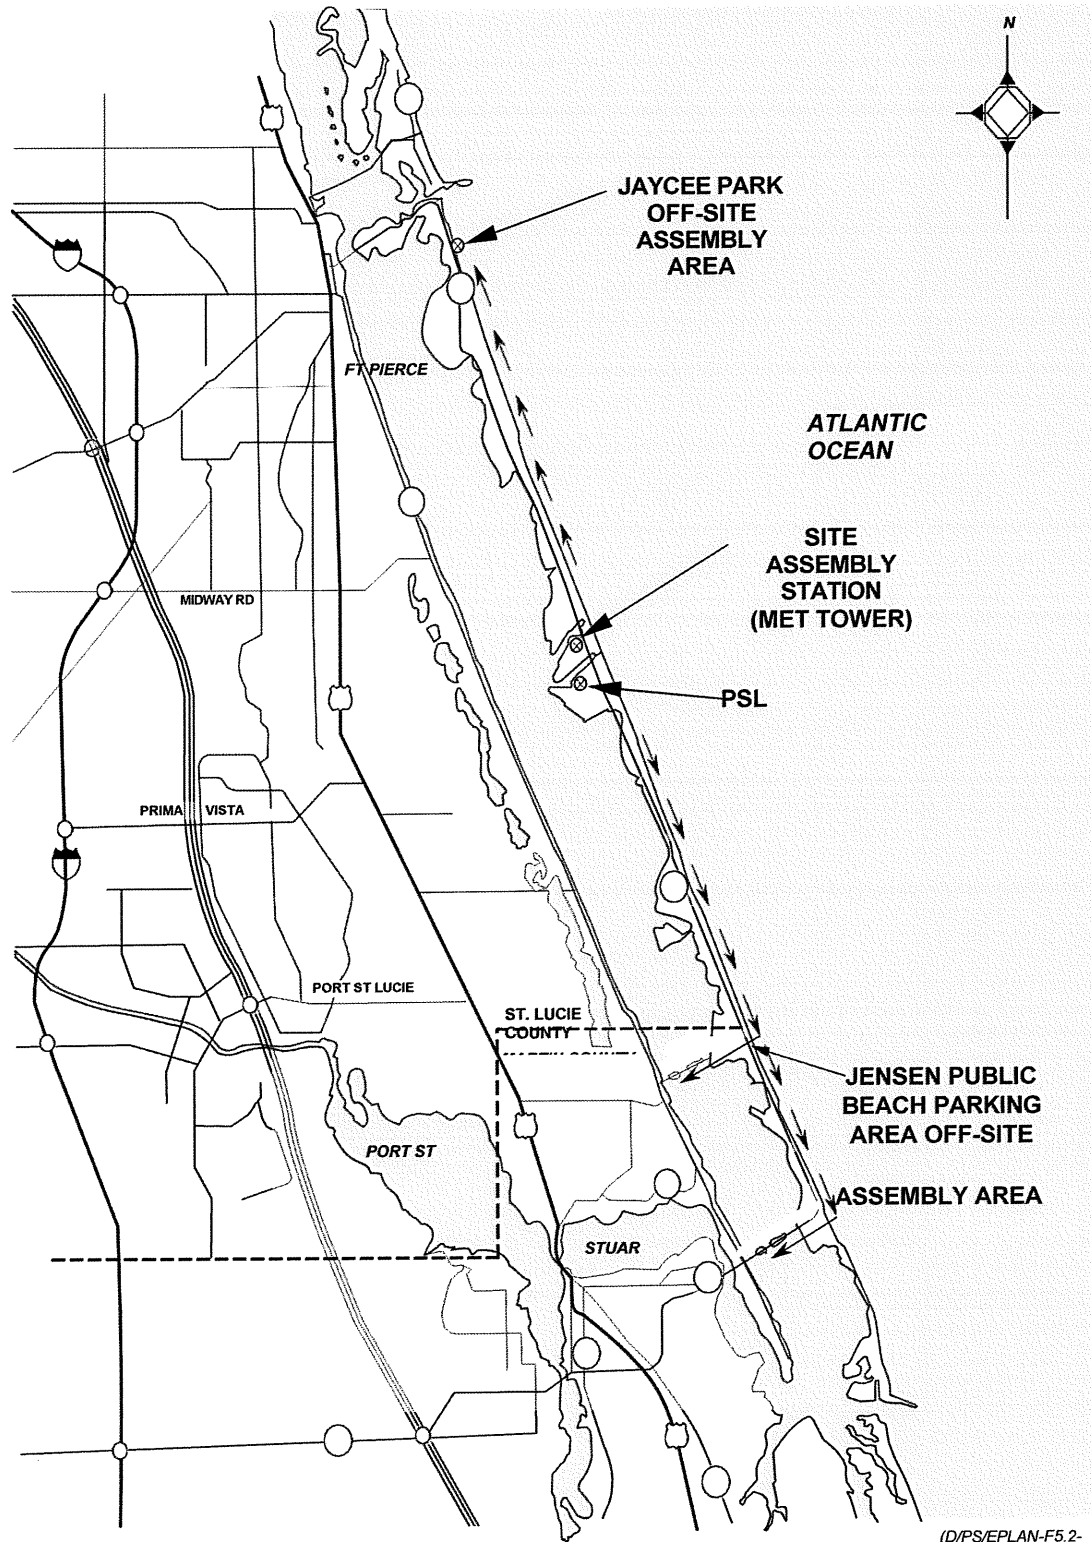 N
JAYCEE PARK
OFF-SITE
ASSEMBLY
AREA
FT PIERCE
ATLANTIC
OCEAN
SITE
ASSEMBLY
STATION
(MET TOWER)
MIDWAY RD
PSL
PRIMA VISTA
PORT ST LUCIE
ST. LUCIE
COUNTY
JENSEN PUBLIC
BEACH PARKING
AREA OFF-SITE
PORT ST
ASSEMBLY AREA
STUAR
(D/PS/EPLAN-F5.2-